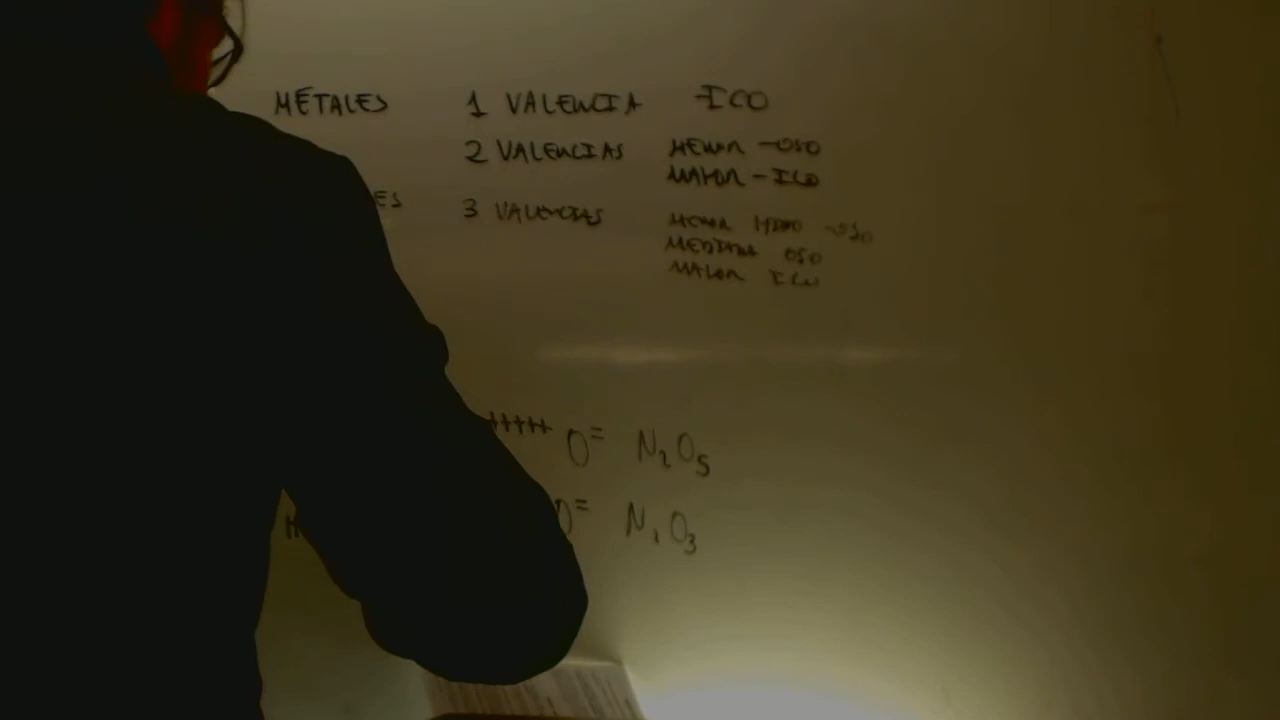 METALES 1 VALENCIA -ICO
2 VALENCIAS MENOR -OSO
MAYOR -ICO
ES 3 VALENCIAS MENOR HIPO -OSO
MEDIANA OSO
MAYOR ICO
+++++ O= N2O5
O= N2O3